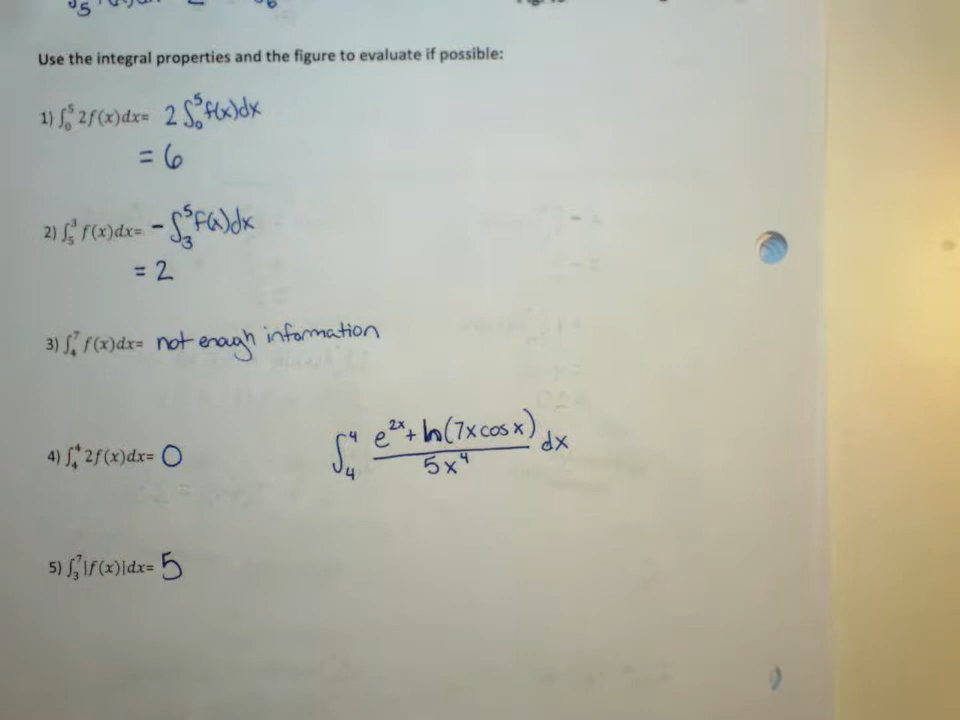 Use the integral properties and the figure to evaluate if possible:
1) ∫₀⁵ 2f(x)dx= 2 ∫₀⁵ f(x)dx
= 6
2) ∫₅³ f(x)dx= - ∫₃⁵ f(x)dx
= 2
3) ∫₄⁷ f(x)dx= not enough information
4) ∫₄⁴ 2f(x)dx= 0 ∫₄⁴ (e^{2x} + ln(7x cos x))/(5x⁴) dx
5) ∫₃⁷ |f(x)|dx= 5